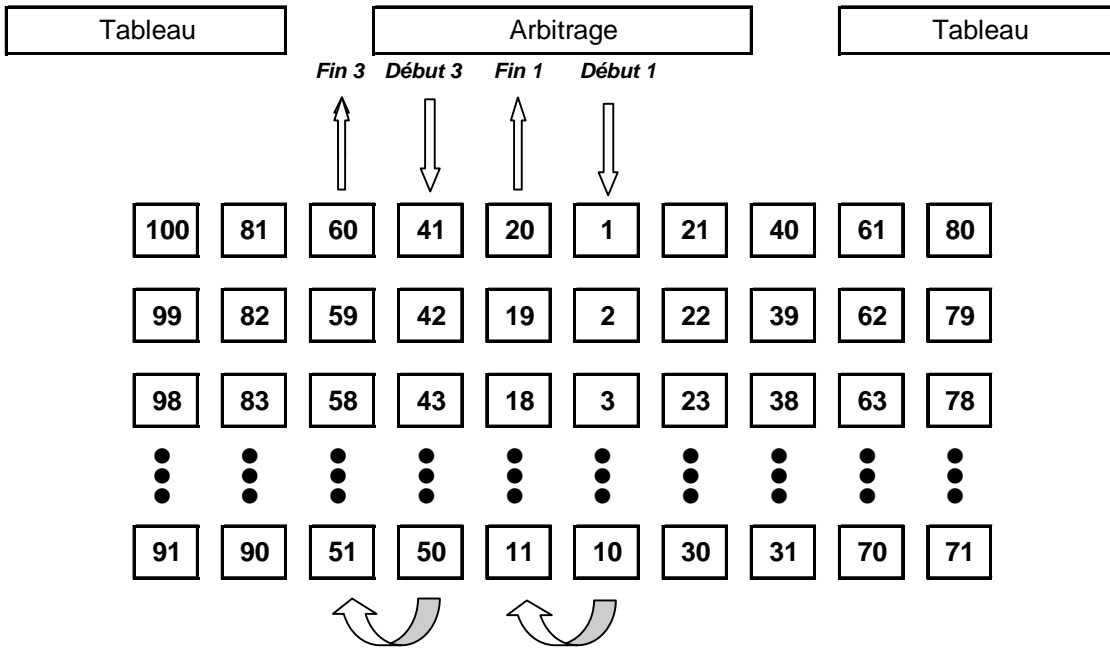 Tableau Arbitrage Tableau
Fin 3 Début 3 Fin 1 Début 1
100 81 60 41 20 1 21 40 61 80
99 82 59 42 19 2 22 39 62 79
98 83 58 43 18 3 23 38 63 78
91 90 51 50 11 10 30 31 70 71